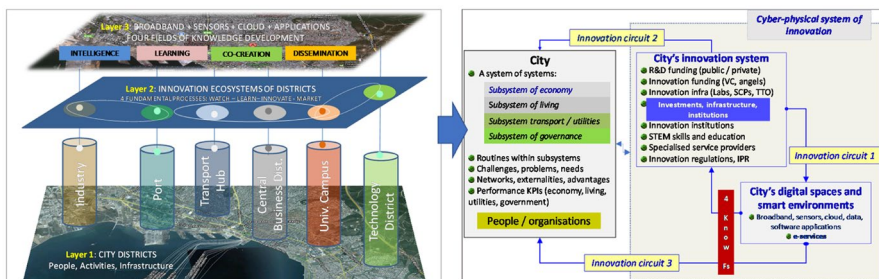 Layer 3: BROADBAND + SENSORS + CLOUD + APPLICATIONS
FOUR FIELDS OF KNOWLEDGE DEVELOPMENT
INTELLIGENCE
LEARNING
CO-CREATION
DISSEMINATION
Layer 2: INNOVATION ECOSYSTEMS OF DISTRICTS
4 FUNDAMENTAL PROCESSES: WATCH – LEARN– INNOVATE - MARKET
Industry
Port
Transport
Hub
Central
Business Dist.
Univ. Campus
Technology
District
Layer 1: CITY DISTRICTS
People, Activities, Infrastructure
Cyber-physical system of
innovation
Innovation circuit 2
City
A system of systems:
Subsystem of economy
Subsystem of living
Subsystem transport / utilities
Subsystem of governance
Routines within subsystems
Challenges, problems, needs
Networks, externalities, advantages
Performance KPIs (economy, living,
utilities, government)
People / organisations
City's innovation system
R&D funding (public / private)
Innovation funding (VC, angels)
Innovation infra (Labs, SCPs, TTO)
Investments, infrastructure,
institutions
Innovation institutions
STEM skills and education
Specialised service providers
Innovation regulations, IPR
Innovation circuit 1
City's digital spaces and
smart environments
Broadband, sensors, cloud, data,
software applications
e-services
4
K
n
o
w
Fs
Innovation circuit 3